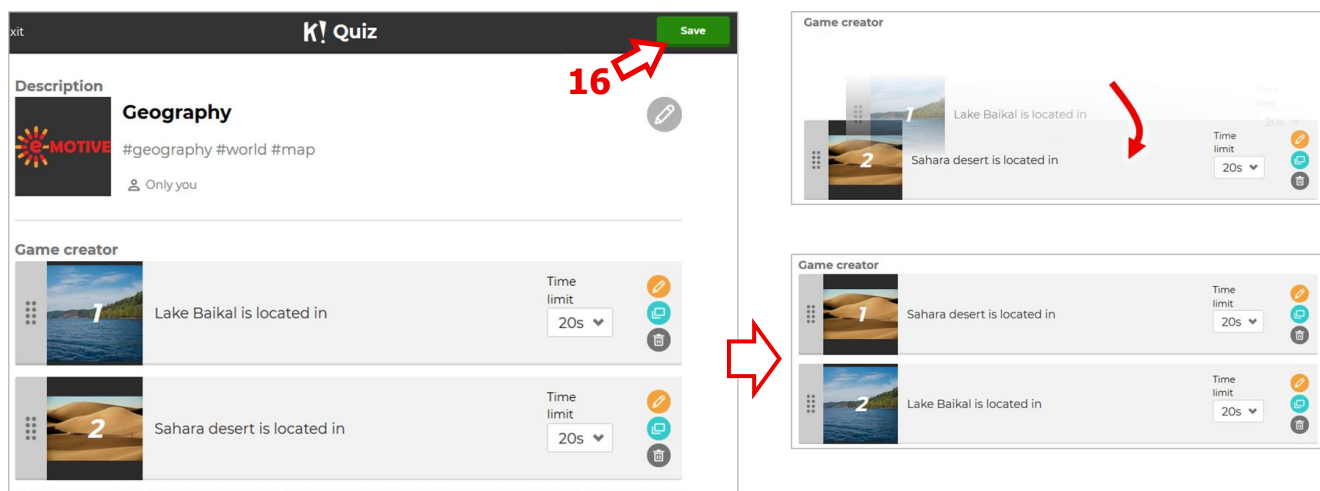 xit
K! Quiz
Save
16
Description
e-MOTIVE
Geography
#geography #world #map
Only you
Game creator
1
Lake Baikal is located in
Time
limit
20s
2
Sahara desert is located in
Time
limit
20s
Game creator
1
Lake Baikal is located in
Time
limit
20s
2
Sahara desert is located in
Time
limit
20s
Game creator
1
Sahara desert is located in
Time
limit
20s
2
Lake Baikal is located in
Time
limit
20s